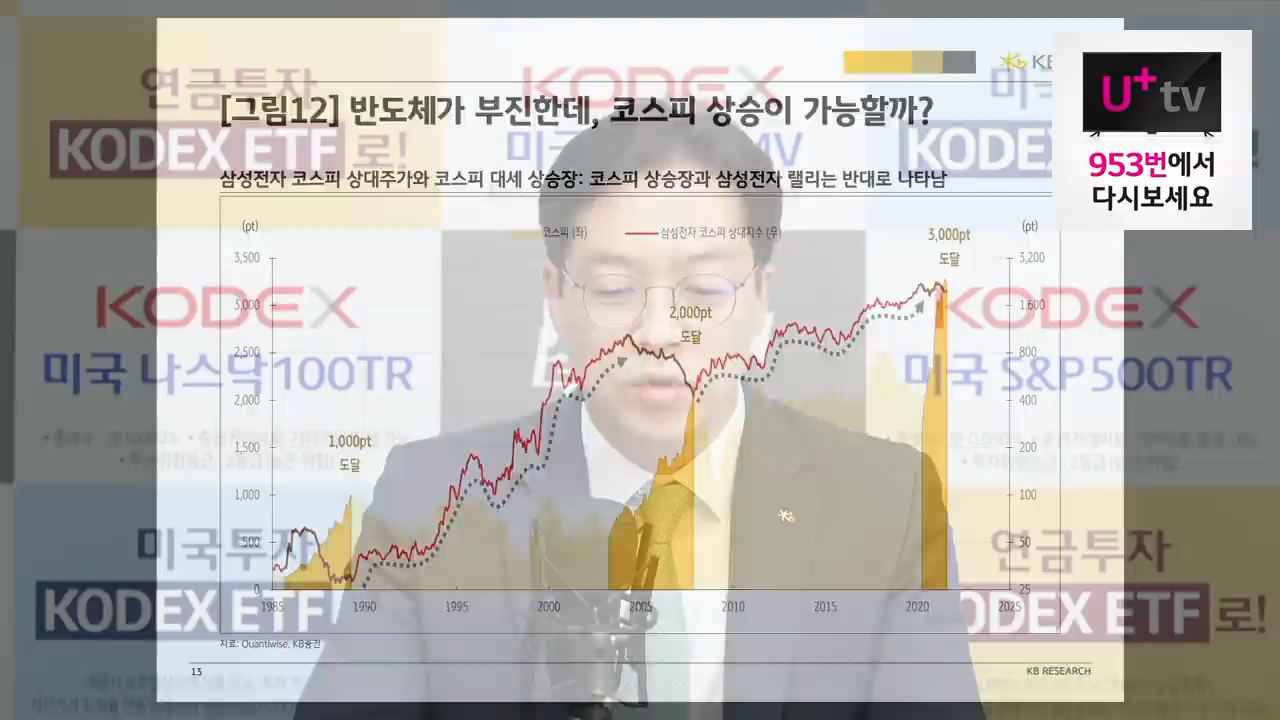 KB
U+ tv
953번에서
다시보세요
[그림12] 반도체가 부진한데, 코스피 상승이 가능할까?
삼성전자 코스피 상대주가와 코스피 대세 상승장: 코스피 상승장과 삼성전자 랠리는 반대로 나타남
(pt)
코스피 (좌)
삼성전자 코스피 상대지수 (우)
(pt)
3,500
3,000
2,500
2,000
1,500
1,000
500
0
3,200
1,600
800
400
200
100
50
25
1,000pt
도달
2,000pt
도달
3,000pt
도달
1985 1990 1995 2000 2005 2010 2015 2020 2025
자료: Quantiwise, KB증권
13
KB RESEARCH
연금투자
KODEX ETF로!
KODEX
미국
KODEX
미국 나스닥100TR
KODEX
미국 S&P500TR
미국투자
KODEX ETF
연금투자
KODEX ETF로!